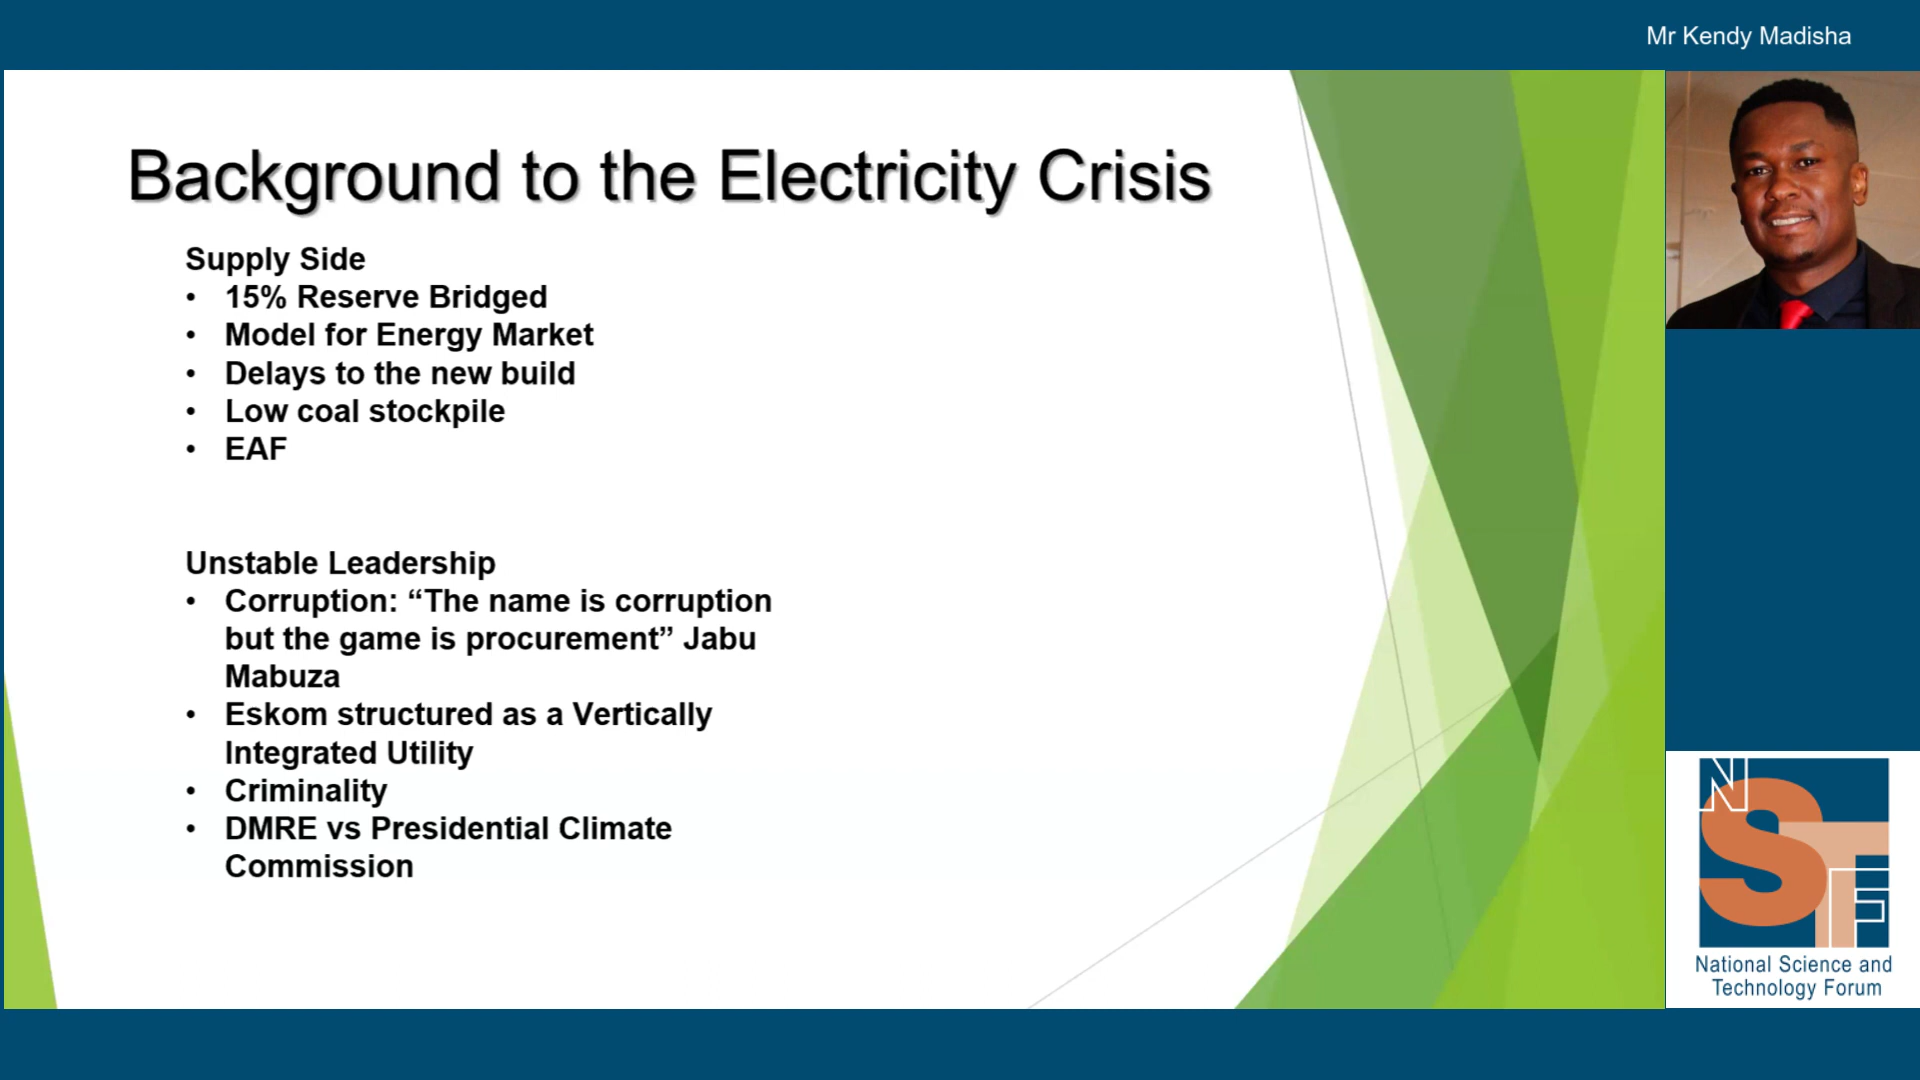 Mr Kendy Madisha
Background to the Electricity Crisis
Supply Side
• 15% Reserve Bridged
• Model for Energy Market
• Delays to the new build
• Low coal stockpile
• EAF
Unstable Leadership
• Corruption: “The name is corruption
but the game is procurement” Jabu
Mabuza
• Eskom structured as a Vertically
Integrated Utility
• Criminality
• DMRE vs Presidential Climate
Commission
NSTF
National Science and
Technology Forum